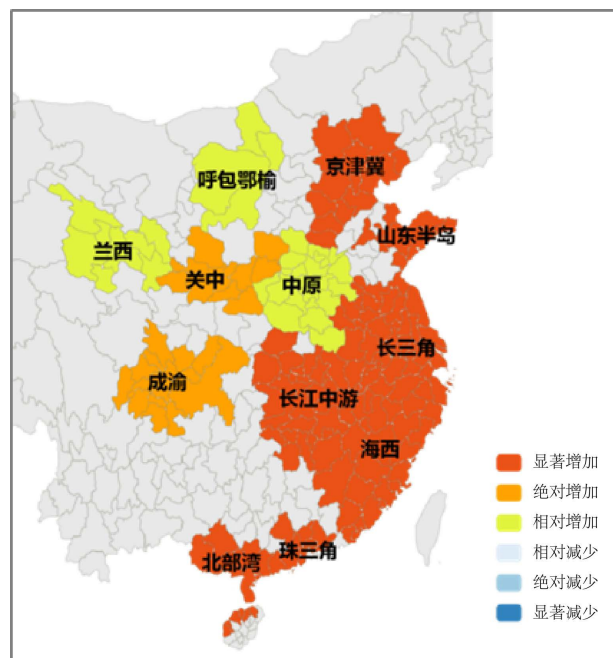 京津冀
呼包鄂榆
山东半岛
兰西
关中
中原
长三角
成渝
长江中游
海西
北部湾
珠三角
显著增加
绝对增加
相对增加
相对减少
绝对减少
显著减少